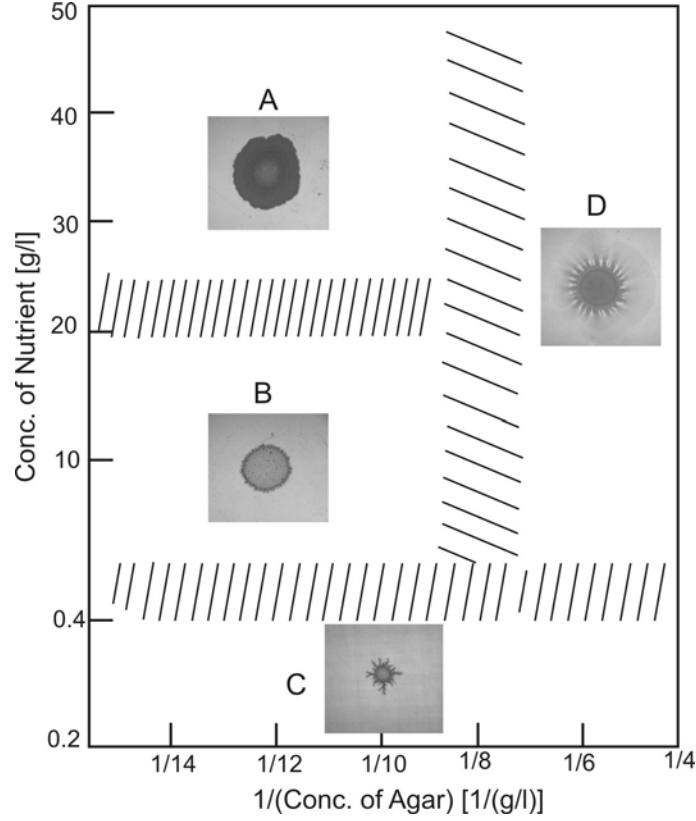 50
A
40
Conc. of Nutrient [g/l]
30
D
20
B
10
0.4
C
0.2
1/14
1/12
1/10
1/8
1/6
1/4
1/(Conc. of Agar) [1/(g/l)]